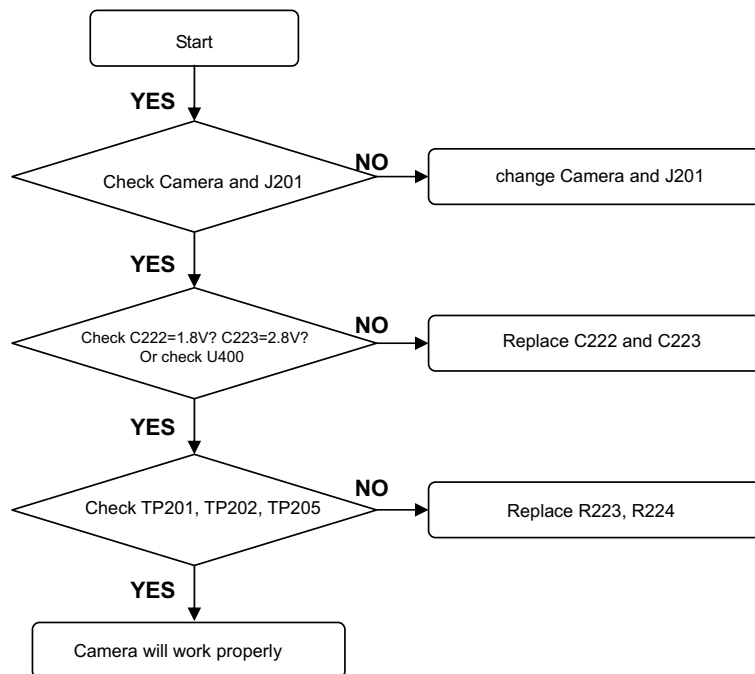 Start
YES
Check Camera and J201
NO
change Camera and J201
YES
Check C222=1.8V? C223=2.8V?
Or check U400
NO
Replace C222 and C223
YES
Check TP201, TP202, TP205
NO
Replace R223, R224
YES
Camera will work properly